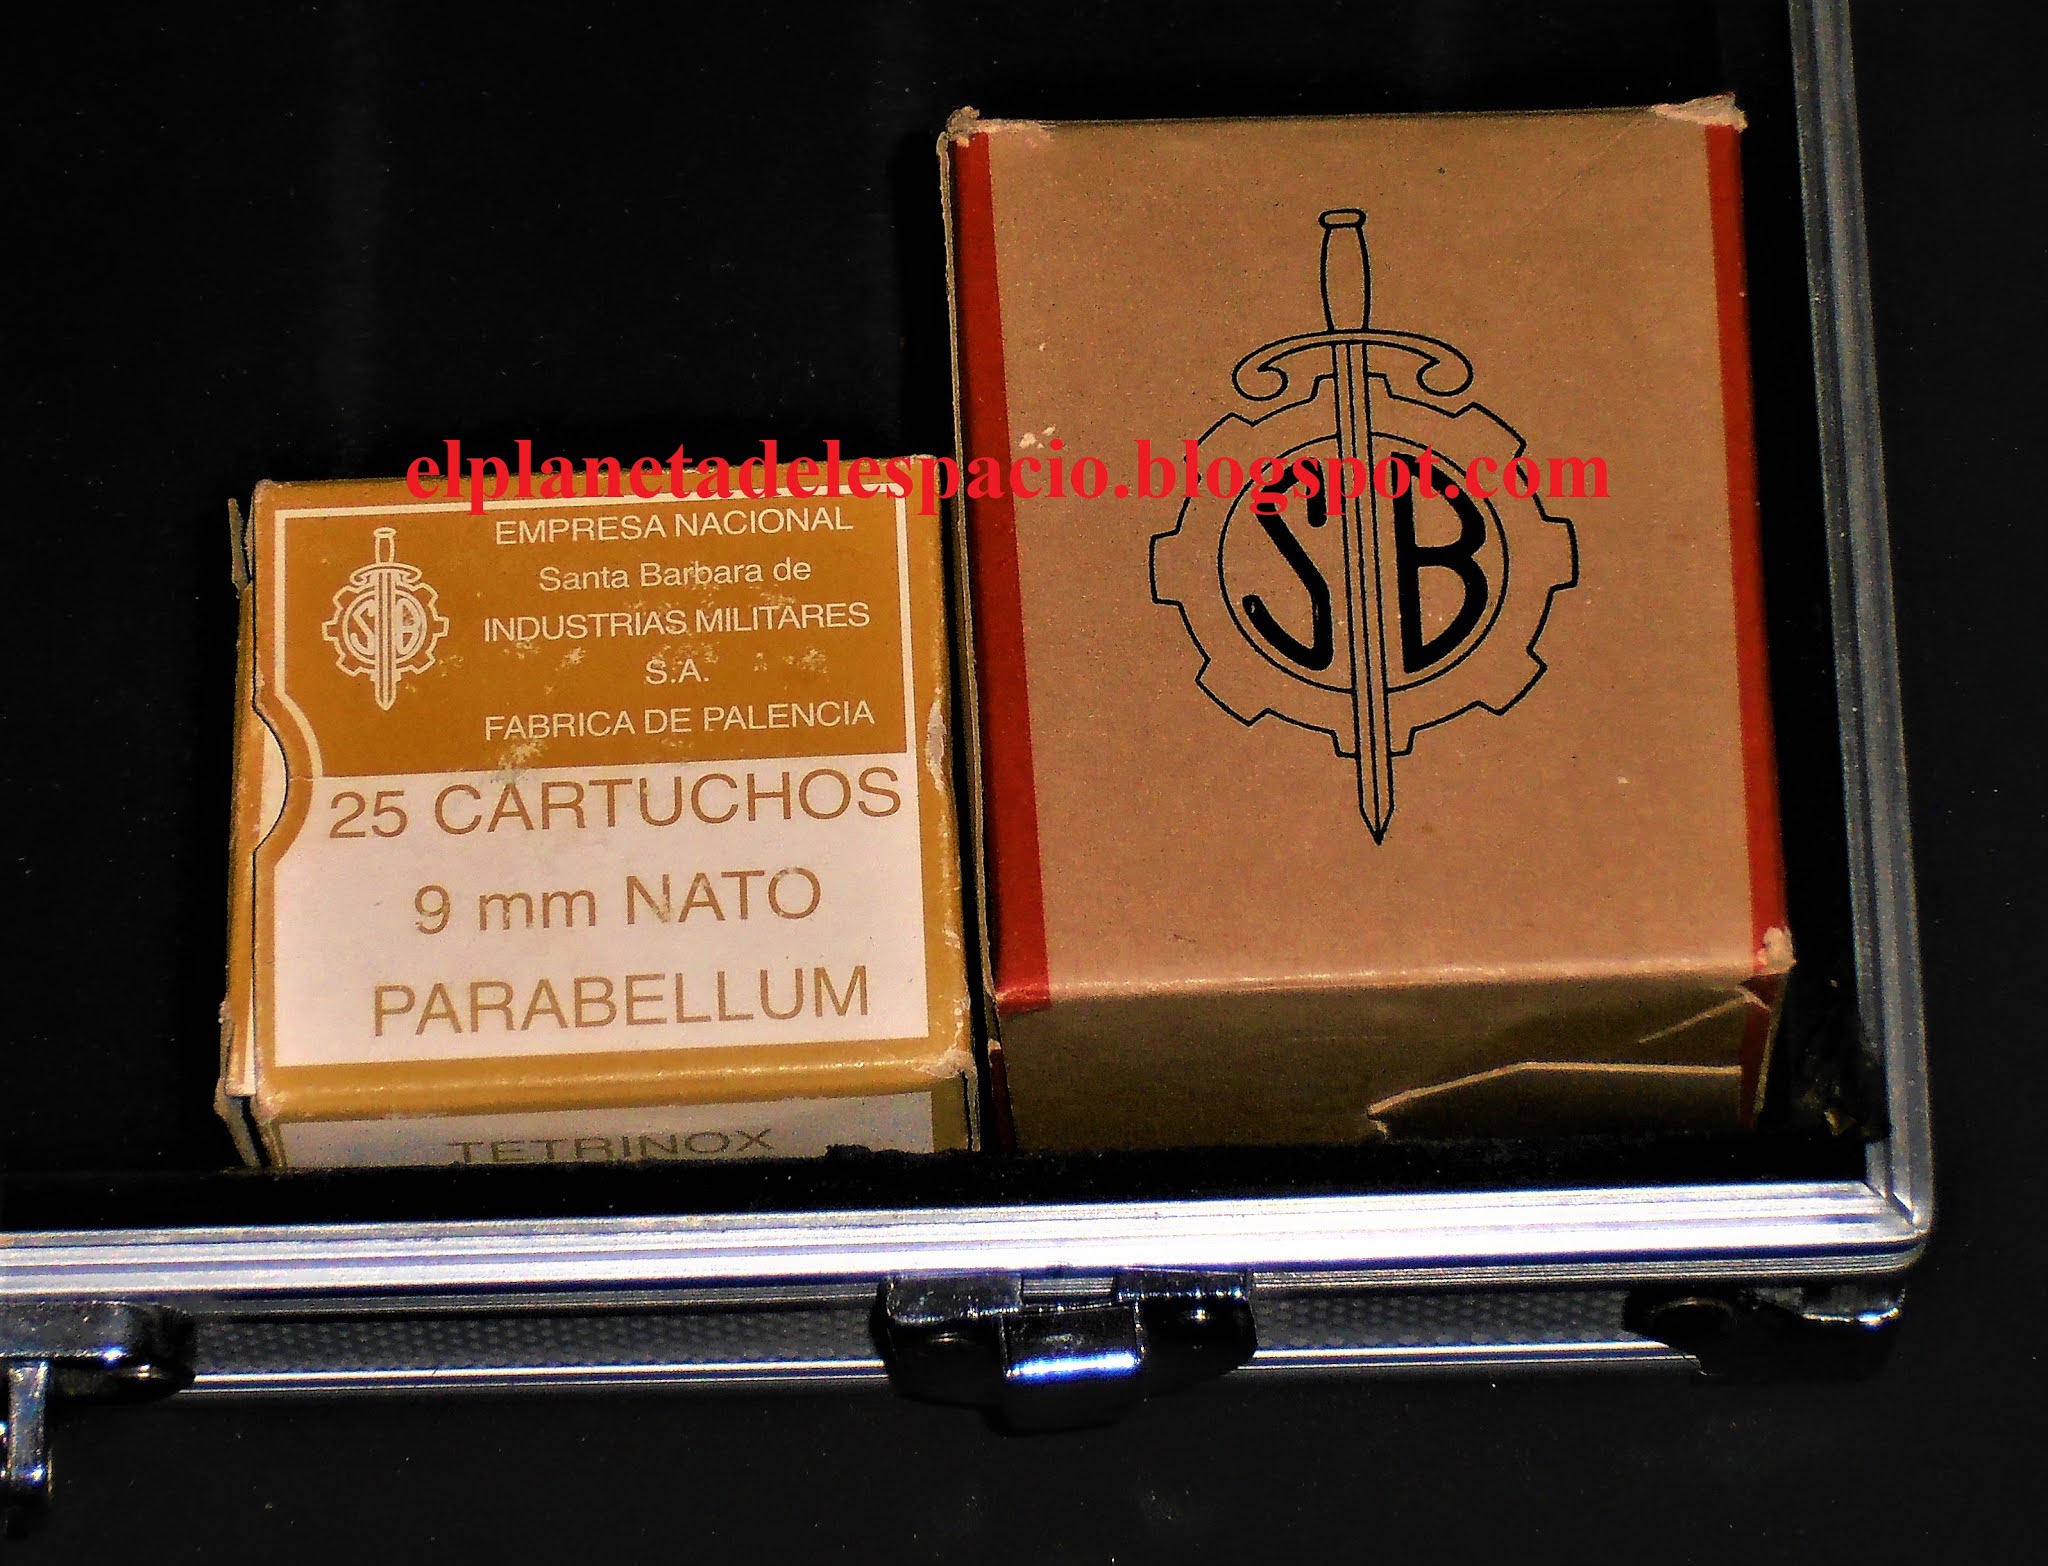 elplanetadelespacio.blogspot.com
EMPRESA NACIONAL
Santa Barbara de
INDUSTRIAS MILITARES
S.A.
FABRICA DE PALENCIA
SB
25 CARTUCHOS
9 mm NATO
PARABELLUM
TETRINOX
SB